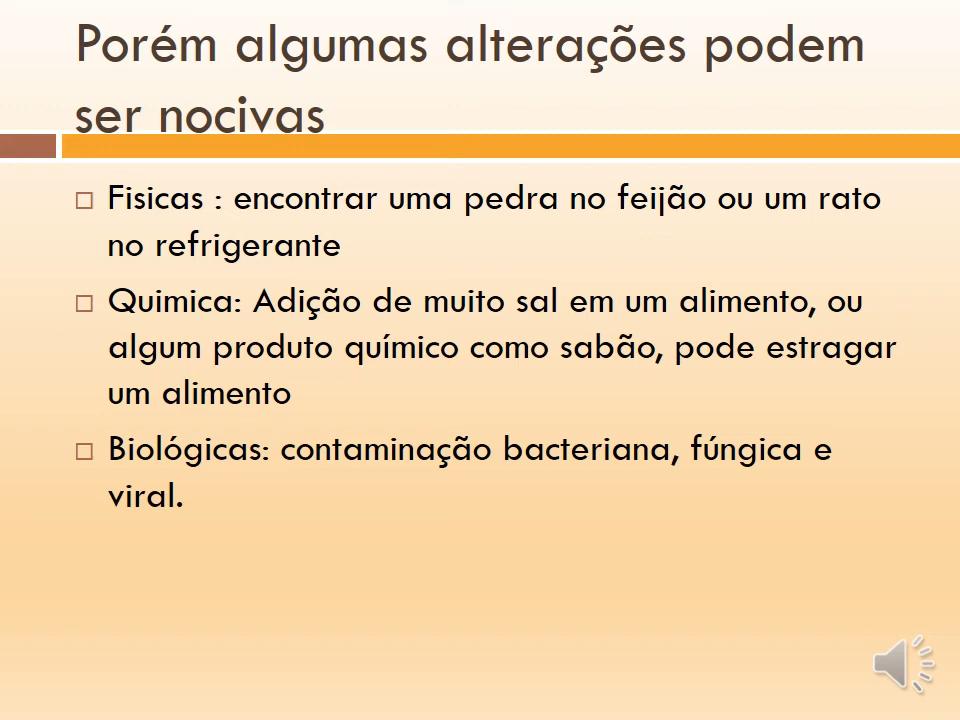 Porém algumas alterações podem
ser nocivas
Fisicas : encontrar uma pedra no feijão ou um rato
no refrigerante
Quimica: Adição de muito sal em um alimento, ou
algum produto químico como sabão, pode estragar
um alimento
Biológicas: contaminação bacteriana, fúngica e
viral.